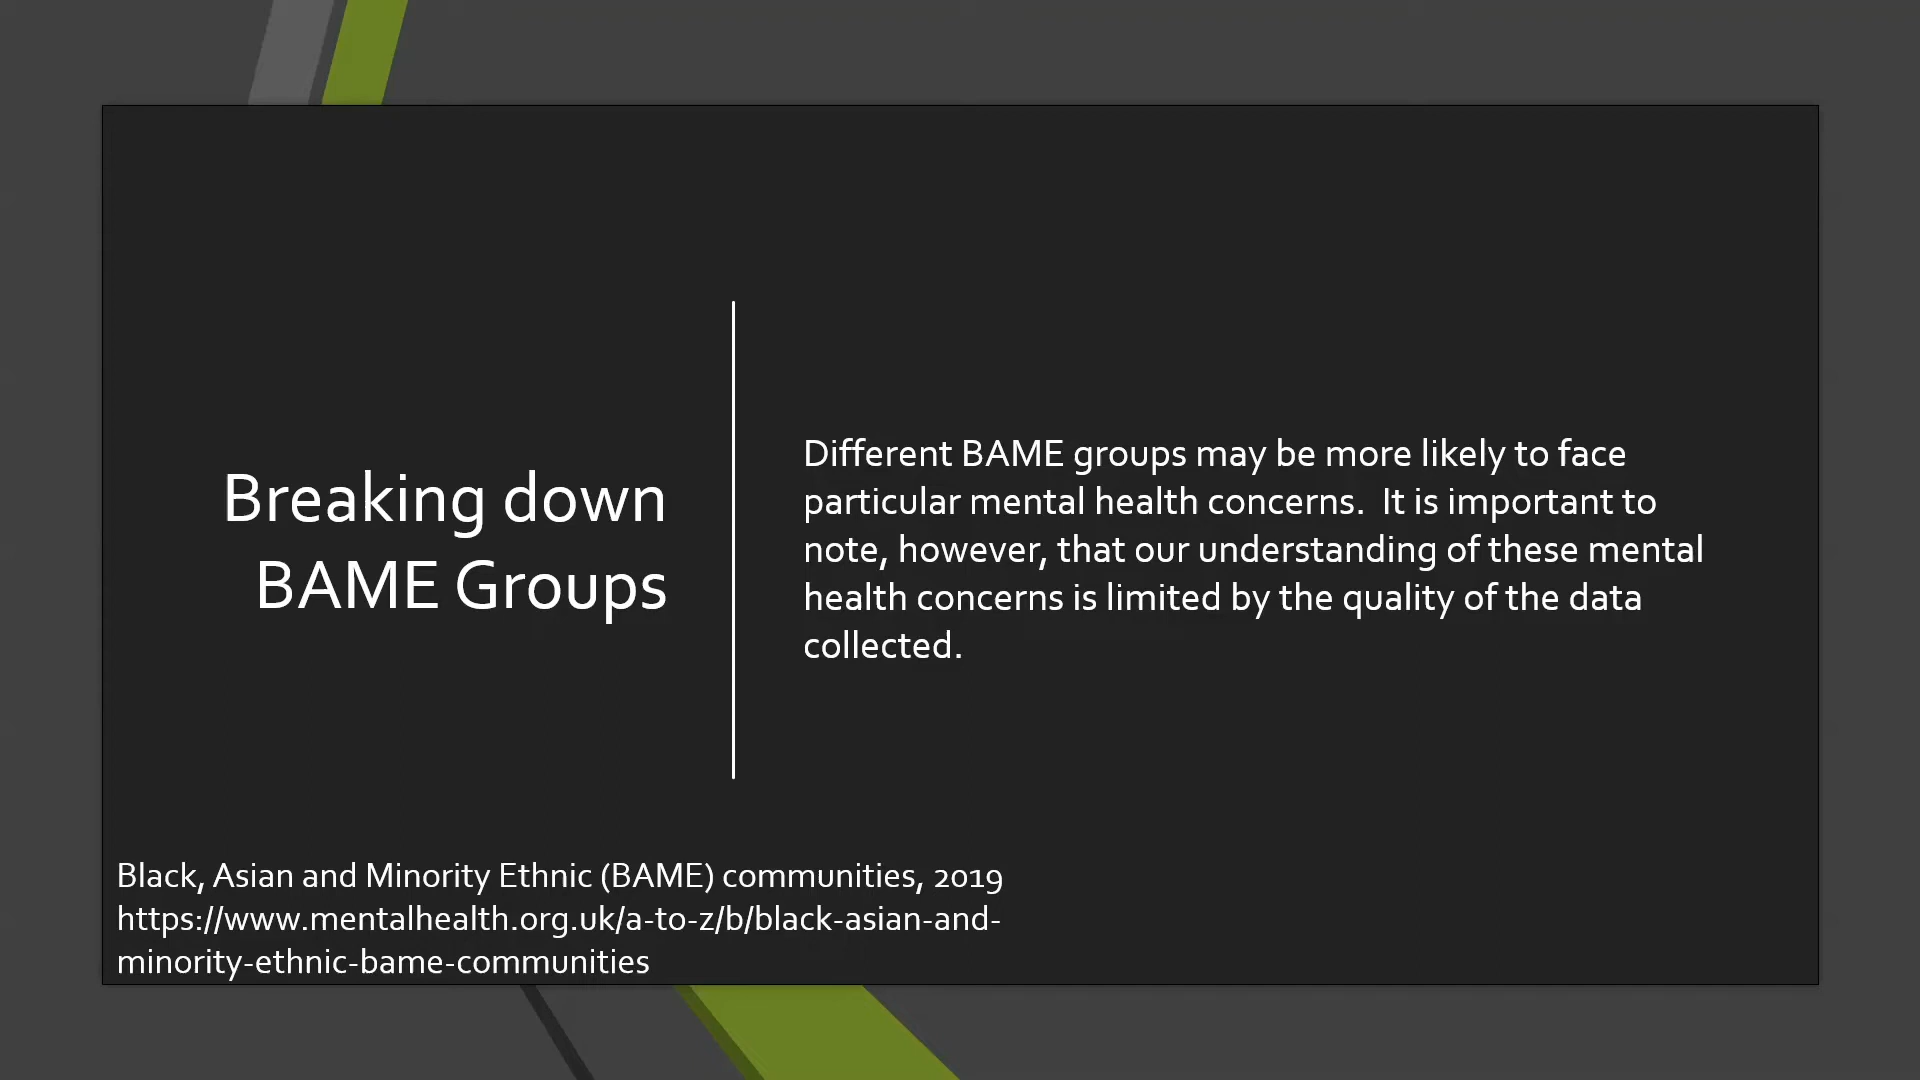 Breaking down
BAME Groups
Different BAME groups may be more likely to face
particular mental health concerns.  It is important to
note, however, that our understanding of these mental
health concerns is limited by the quality of the data
collected.
Black, Asian and Minority Ethnic (BAME) communities, 2019
https://www.mentalhealth.org.uk/a-to-z/b/black-asian-and-
minority-ethnic-bame-communities